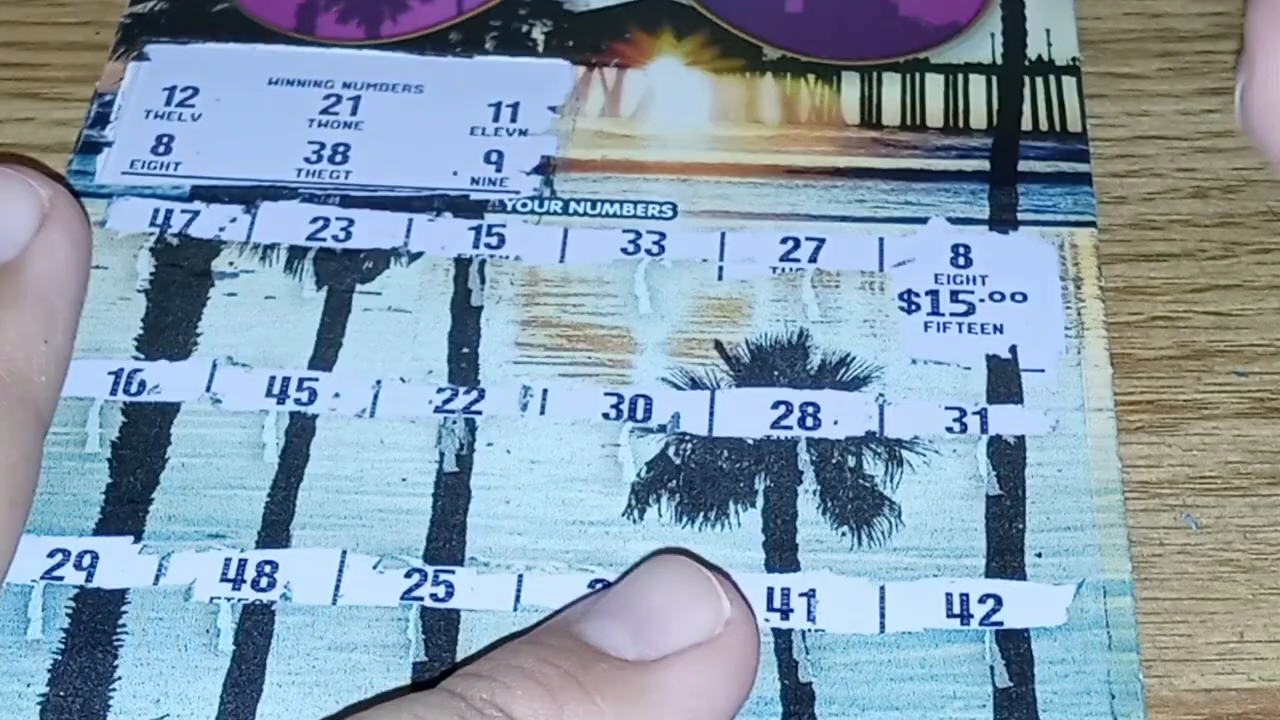 WINNING NUMBERS
12 21 11
TWELV TWONE ELEVN
8 38 9
EIGHT THEGT NINE
YOUR NUMBERS
47 23 15 33 27 8
EIGHT
$15.00
FIFTEEN
16 45 22 30 28 31
29 48 25 41 42